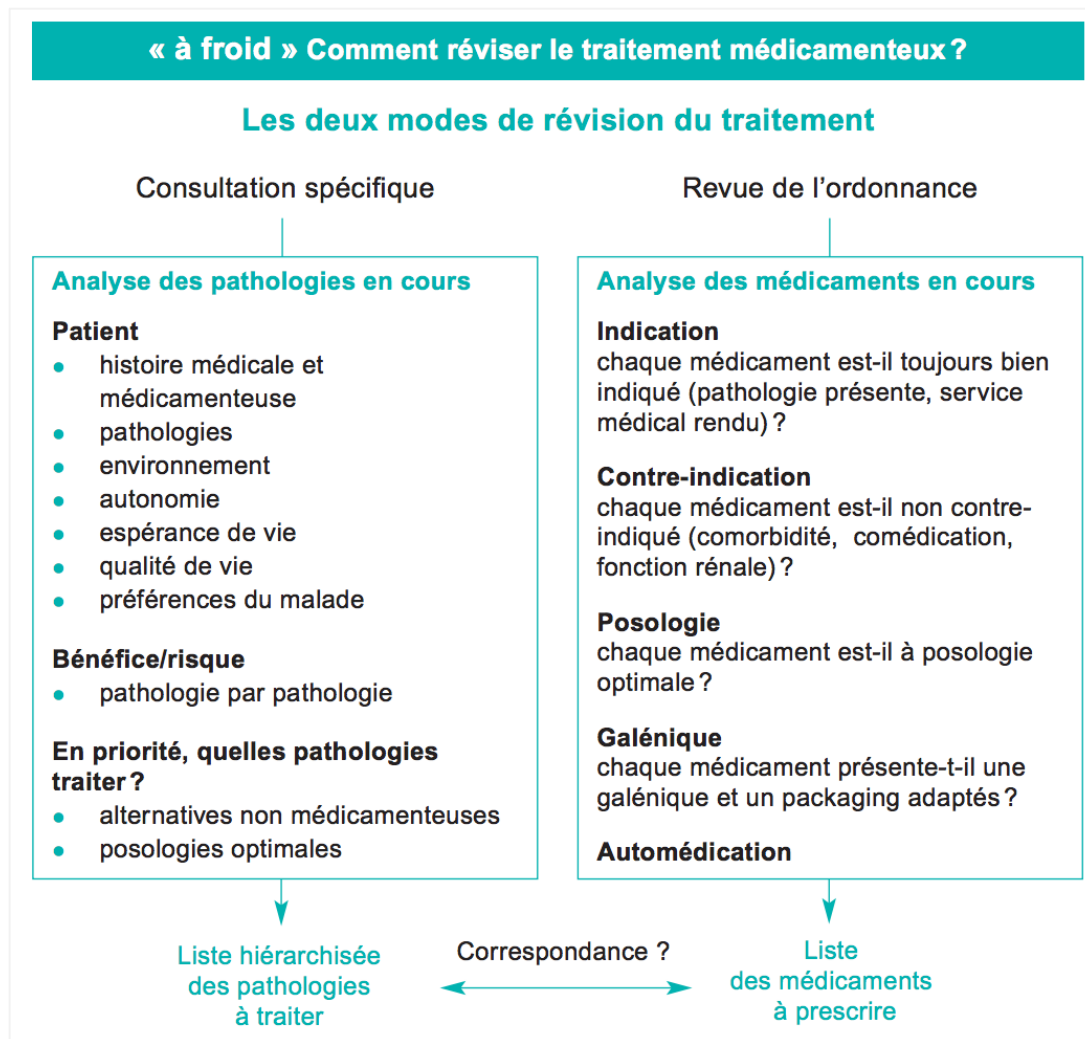 « à froid » Comment réviser le traitement médicamenteux ?
Les deux modes de révision du traitement
Consultation spécifique
Analyse des pathologies en cours
Patient
• histoire médicale et
médicamenteuse
• pathologies
• environnement
• autonomie
• espérance de vie
• qualité de vie
• préférences du malade
Bénéfice/risque
• pathologie par pathologie
En priorité, quelles pathologies
traiter ?
• alternatives non médicamenteuses
• posologies optimales
Liste hiérarchisée
des pathologies
à traiter
Revue de l’ordonnance
Analyse des médicaments en cours
Indication
chaque médicament est-il toujours bien
indiqué (pathologie présente, service
médical rendu) ?
Contre-indication
chaque médicament est-il non contre-
indiqué (comorbidité, comédication,
fonction rénale) ?
Posologie
chaque médicament est-il à posologie
optimale ?
Galénique
chaque médicament présente-t-il une
galénique et un packaging adaptés ?
Automédication
Correspondance ?
Liste
des médicaments
à prescrire